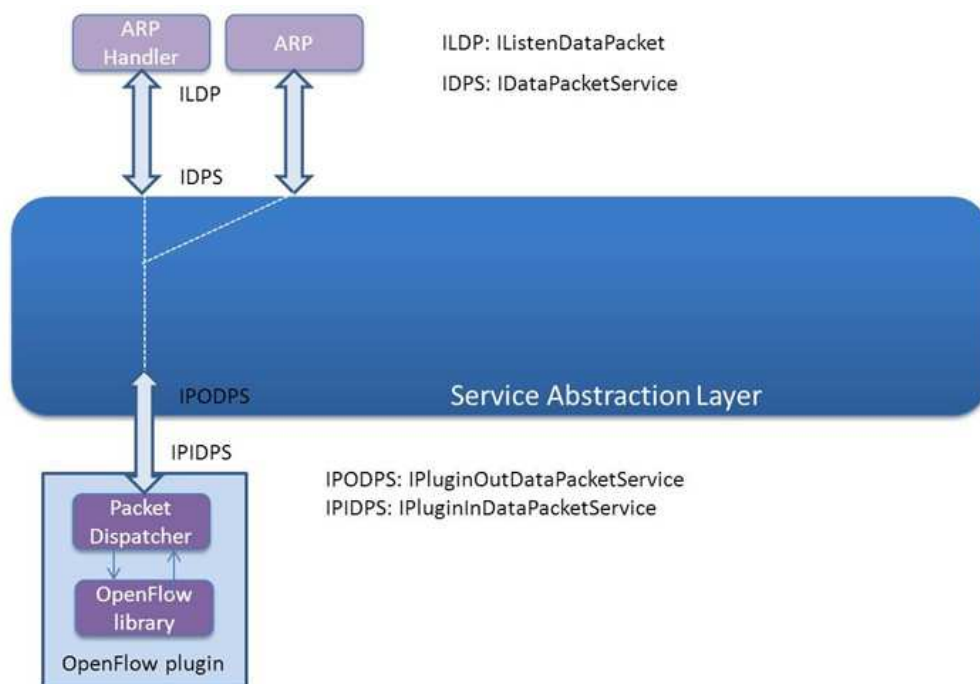 ARP
Handler
ARP
ILDP: IListenDataPacket
ILDP
IDPS: IDataPacketService
IDPS
IPODPS
Service Abstraction Layer
IPIDPS
IPODPS: IPluginOutDataPacketService
IPIDPS: IPluginInDataPacketService
Packet
Dispatcher
OpenFlow
library
OpenFlow plugin